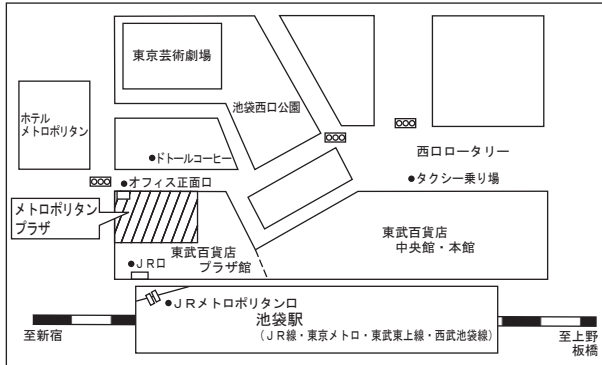 東京芸術劇場
池袋西口公園
ホテル
メトロポリタン
●ドトールコーヒー
西口ロータリー
●オフィス正面口
●タクシー乗り場
メトロポリタン
プラザ
東武百貨店
プラザ館
東武百貨店
中央館・本館
●ＪＲ口
●ＪＲメトロポリタン口
池袋駅
（ＪＲ線・東京メトロ・東武東上線・西武池袋線）
至新宿
至上野
板橋